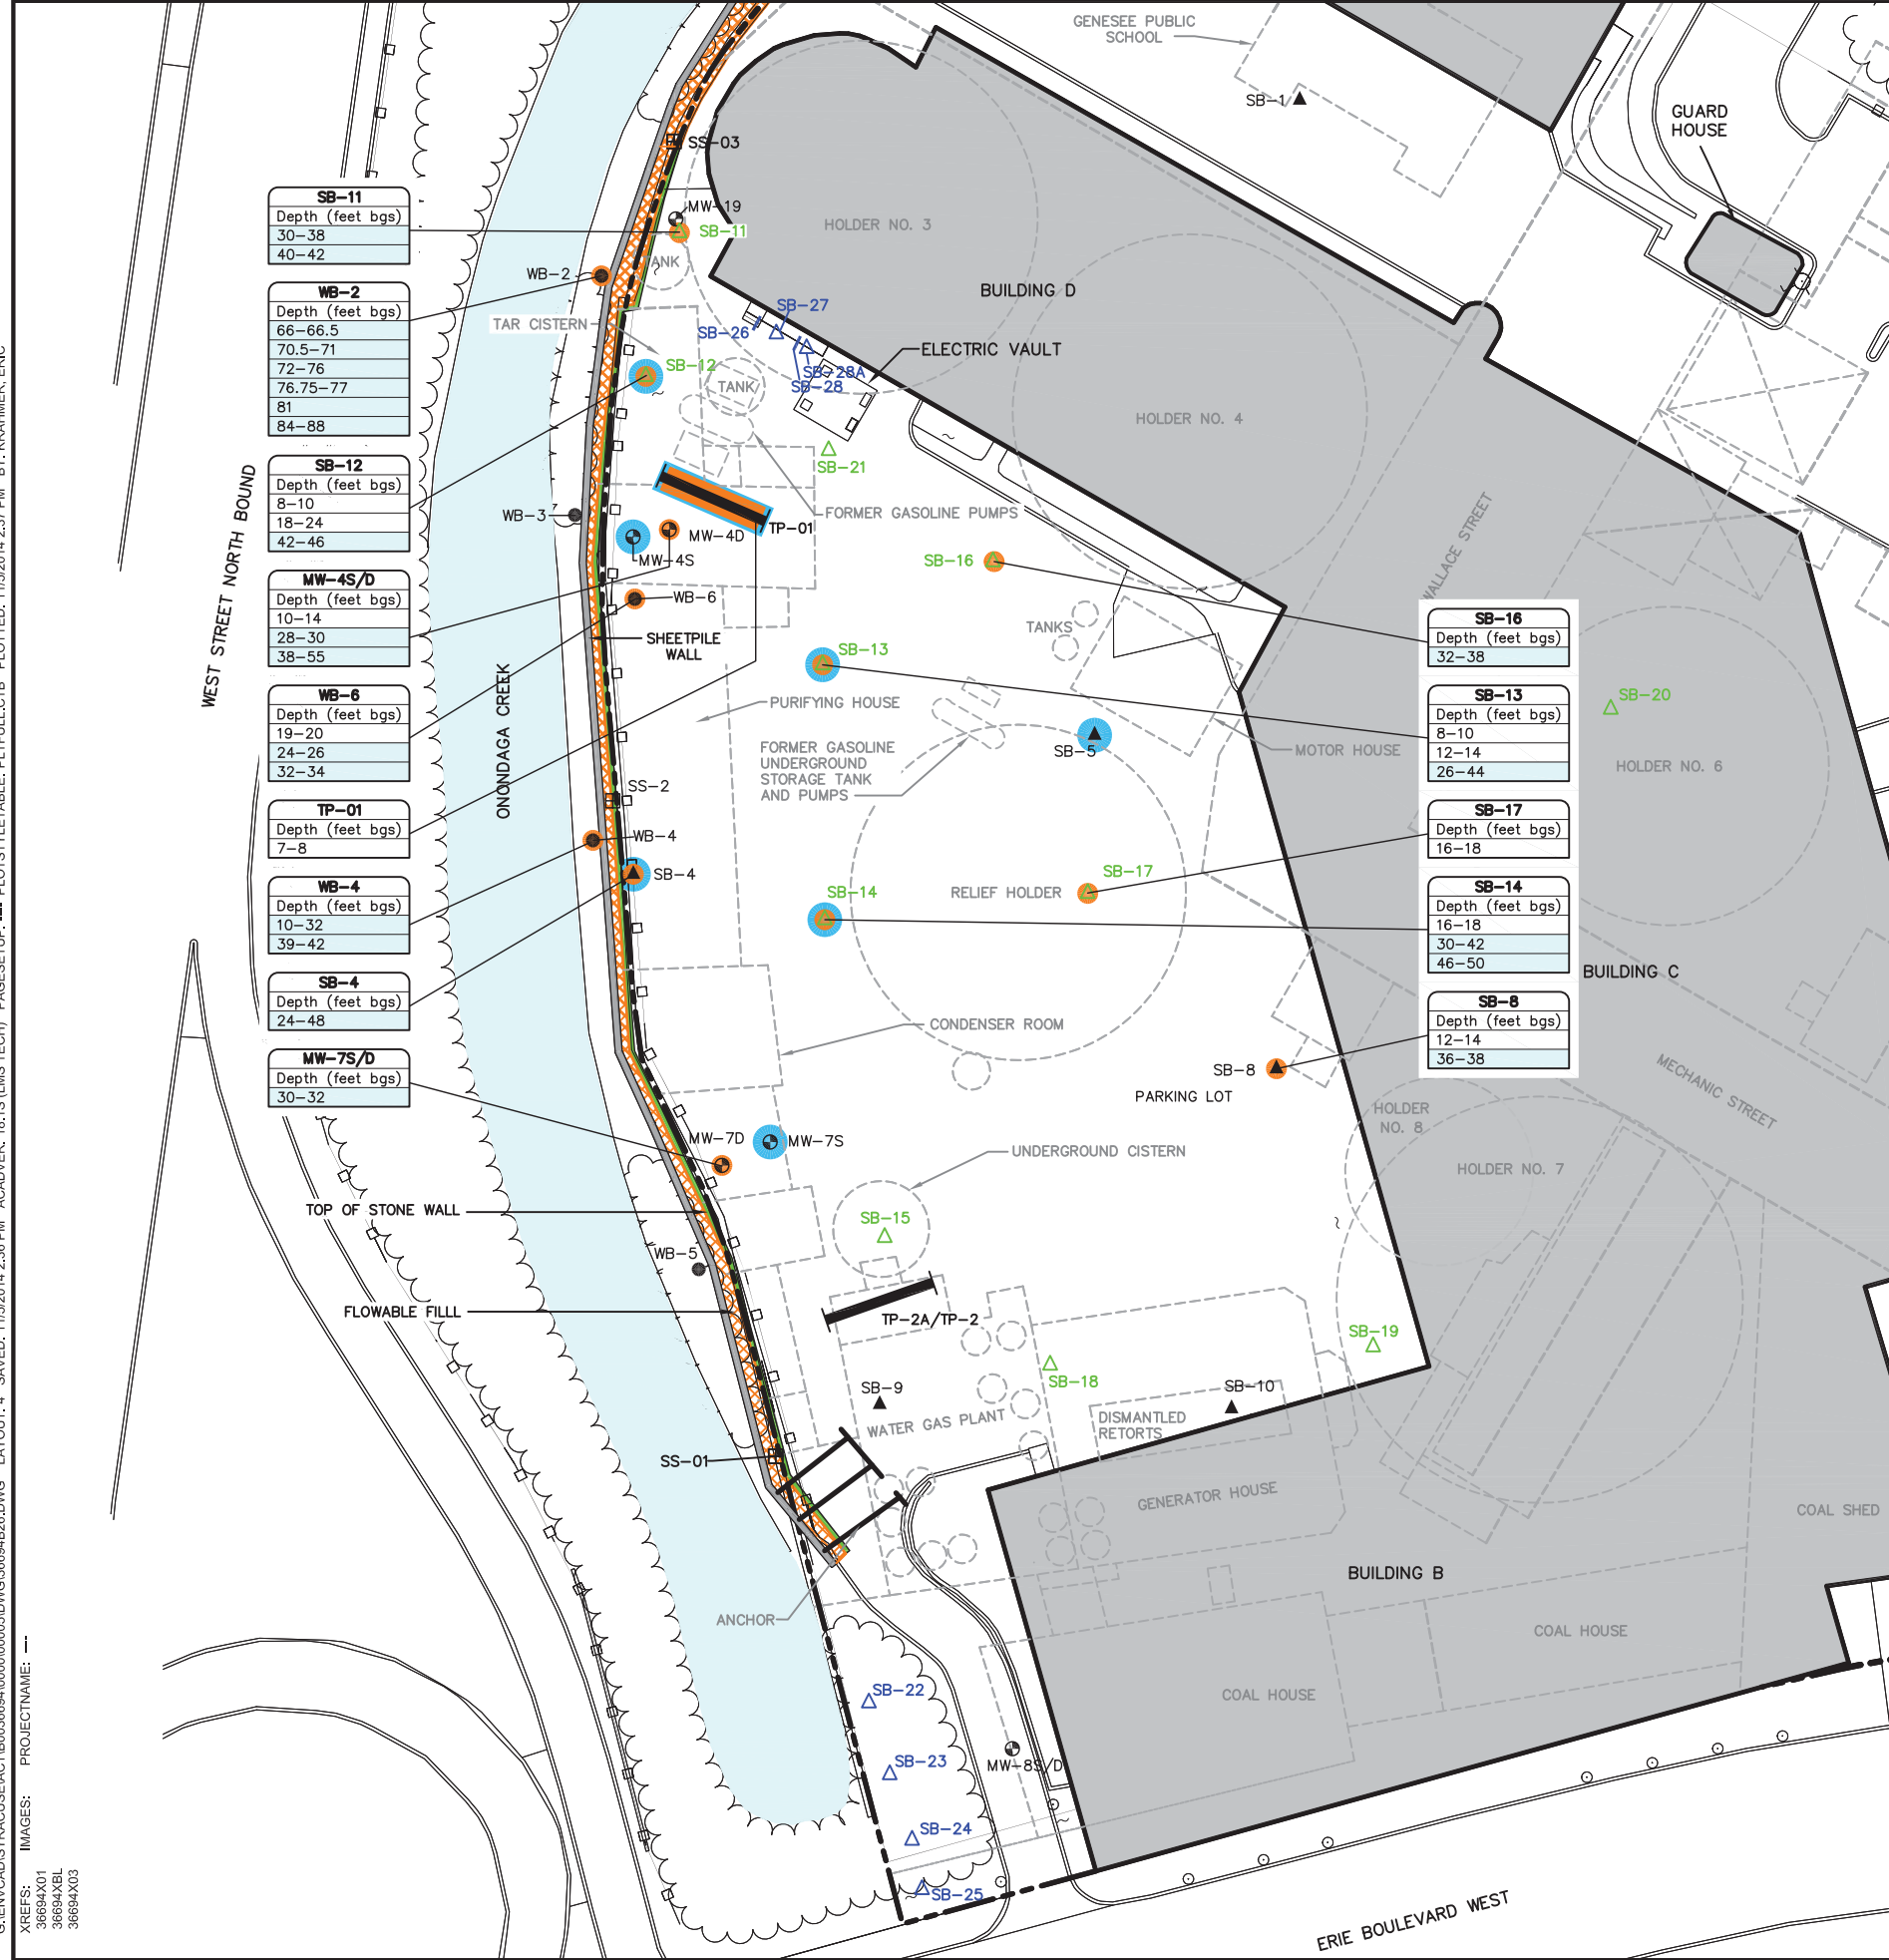 GENESEE PUBLIC
SCHOOL
SB-1
GUARD
HOUSE
SS-03
MW-19
SB-11
HOLDER NO. 3
TANK
WB-2
BUILDING D
TAR CISTERN
SB-27
SB-26
ELECTRIC VAULT
SB-28A
SB-28
SB-12
TANK
HOLDER NO. 4
SB-21
WB-3
TP-01
FORMER GASOLINE PUMPS
MW-4D
MW-4S
SB-16
WALLACE STREET
WB-6
SHEETPILE
WALL
TANKS
SB-13
PURIFYING HOUSE
FORMER GASOLINE
UNDERGROUND
STORAGE TANK
AND PUMPS
SB-5
MOTOR HOUSE
SB-20
HOLDER NO. 6
WEST STREET NORTH BOUND
ONONDAGA CREEK
SS-2
WB-4
SB-4
SB-14
RELIEF HOLDER
SB-17
BUILDING C
CONDENSER ROOM
SB-8
PARKING LOT
MECHANIC STREET
HOLDER
NO. 8
HOLDER NO. 7
MW-7D
MW-7S
UNDERGROUND CISTERN
TOP OF STONE WALL
SB-15
WB-5
FLOWABLE FILLL
TP-2A/TP-2
SB-19
SB-18
SB-9
SB-10
WATER GAS PLANT
DISMANTLED
RETORTS
SS-01
GENERATOR HOUSE
COAL SHED
BUILDING B
ANCHOR
COAL HOUSE
COAL HOUSE
SB-22
SB-23
MW-8S/D
SB-24
SB-25
ERIE BOULEVARD WEST
SB-11
Depth (feet bgs)
30-38
40-42
WB-2
Depth (feet bgs)
66-66.5
70.5-71
72-76
76.75-77
81
84-88
SB-12
Depth (feet bgs)
8-10
18-24
42-46
MW-4S/D
Depth (feet bgs)
10-14
28-30
38-55
WB-6
Depth (feet bgs)
19-20
24-26
32-34
TP-01
Depth (feet bgs)
7-8
WB-4
Depth (feet bgs)
10-32
39-42
SB-4
Depth (feet bgs)
24-48
MW-7S/D
Depth (feet bgs)
30-32
SB-16
Depth (feet bgs)
32-38
SB-13
Depth (feet bgs)
8-10
12-14
26-44
SB-17
Depth (feet bgs)
16-18
SB-14
Depth (feet bgs)
16-18
30-42
46-50
SB-8
Depth (feet bgs)
12-14
36-38
XREFS: IMAGES: PROJECTNAME: ----
36694X01
36694XBL
36694X03